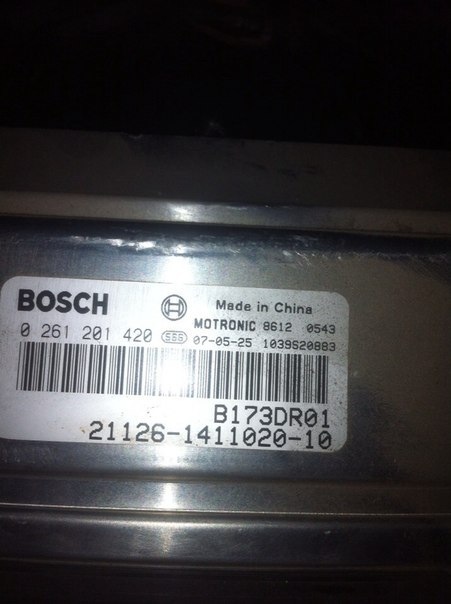 BOSCH Made in China
MOTRONIC 8612 0543
0 261 201 420 SSS 07-05-25 1039S20883
B173DR01
21126-1411020-10